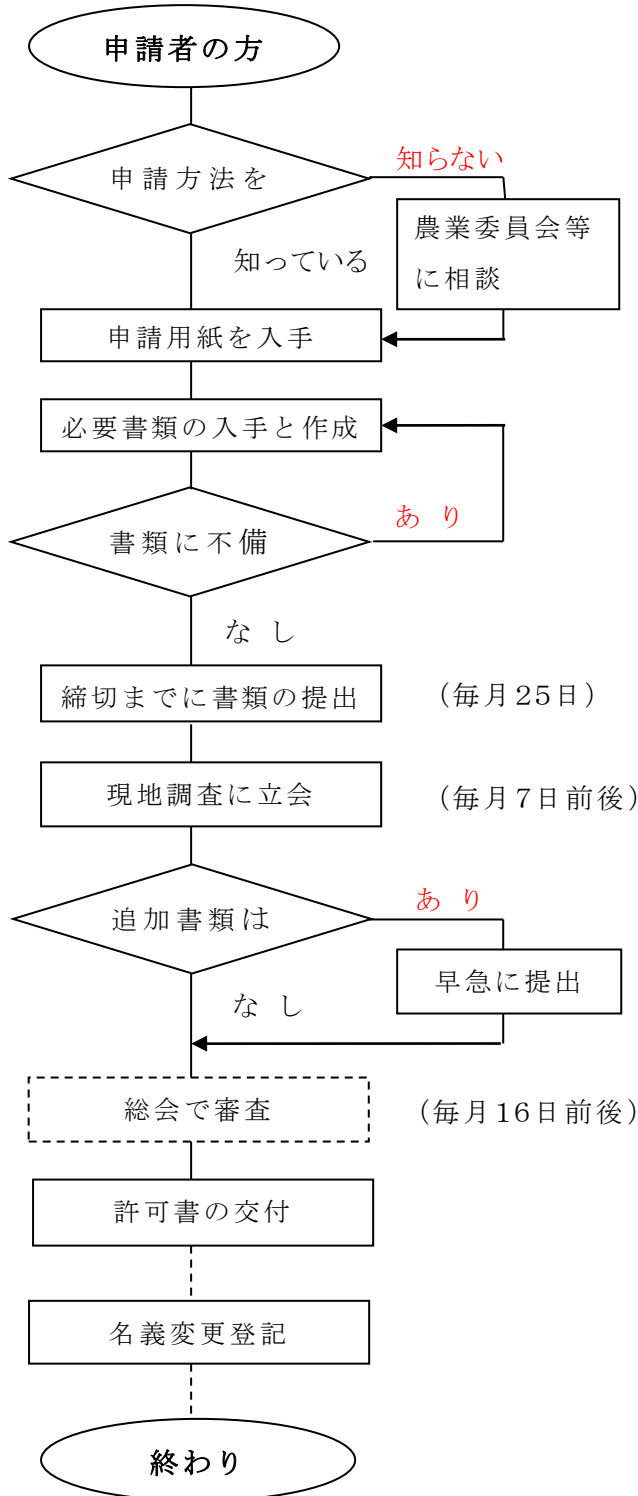 申請者の方
申請方法を
知らない
農業委員会等
に相談
知っている
申請用紙を入手
必要書類の入手と作成
書類に不備
あり
なし
締切までに書類の提出
(毎月25日)
現地調査に立会
(毎月7日前後)
追加書類は
あり
早急に提出
なし
総会で審査
(毎月16日前後)
許可書の交付
名義変更登記
終わり